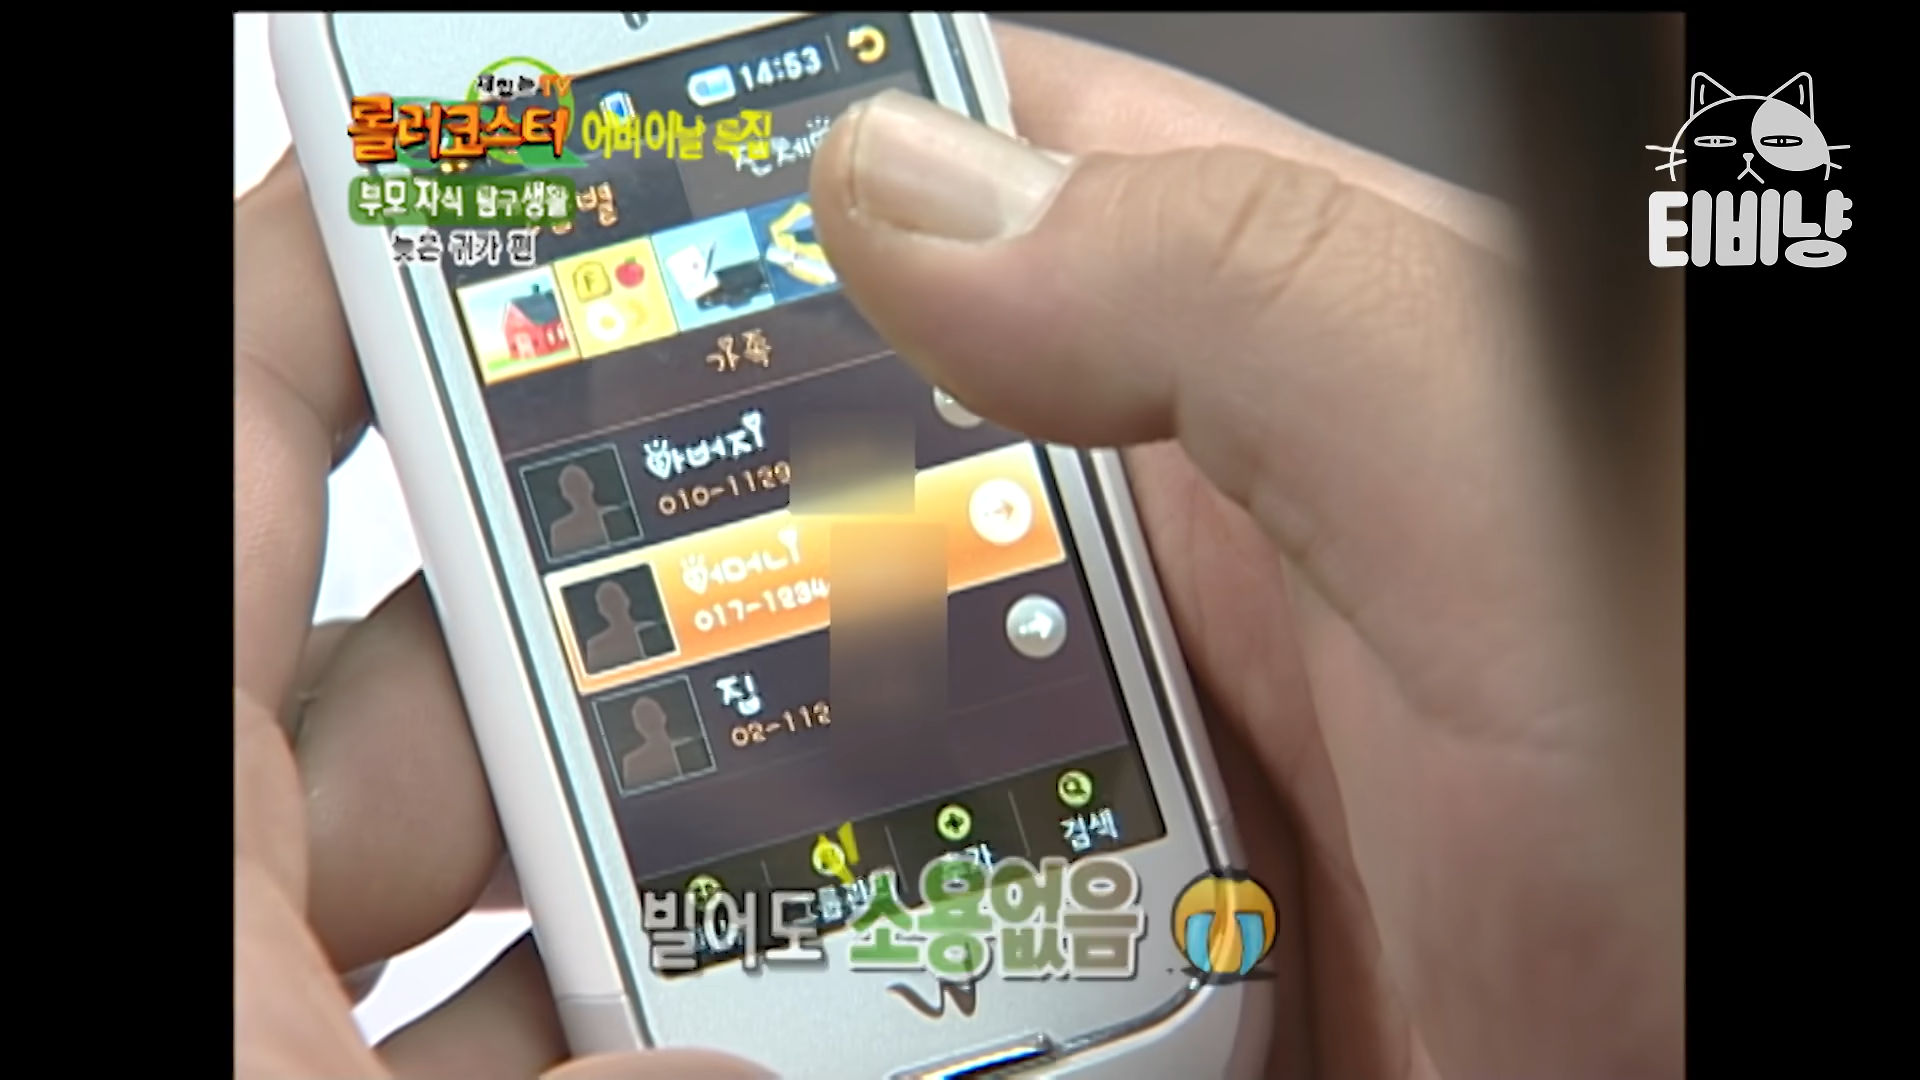 재밌는TV
롤러코스터 어버이날 특집
부모 자식 탐구생활
늦은 귀가 편
티비냥
14:53
가족
아버지
010-1129
어머니
017-1234
집
02-112
검색
빌어도 소용없음